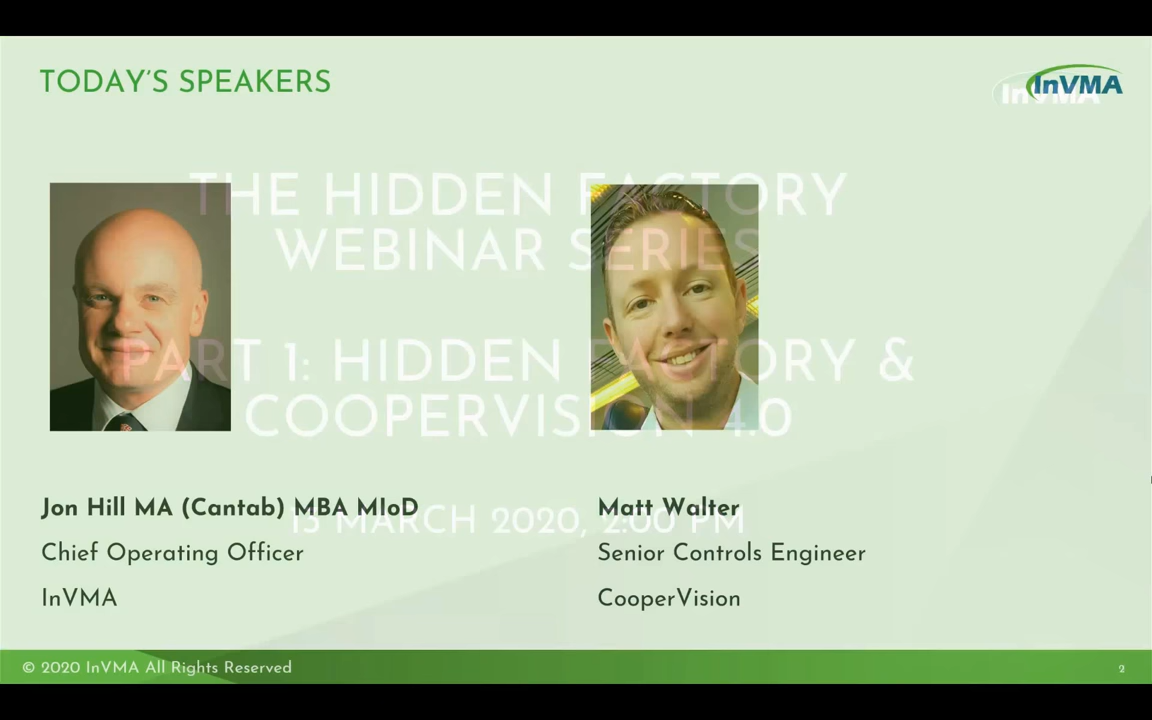 TODAY'S SPEAKERS
InVMA
InVMA
THE HIDDEN FACTORY
WEBINAR SERIES
PART 1: HIDDEN FACTORY &
COOPERVISION 4.0
Jon Hill MA (Cantab) MBA MIoD
Matt Walter
13 MARCH 2020, 2:00 PM
Chief Operating Officer
Senior Controls Engineer
InVMA
CooperVision
© 2020 InVMA All Rights Reserved
2